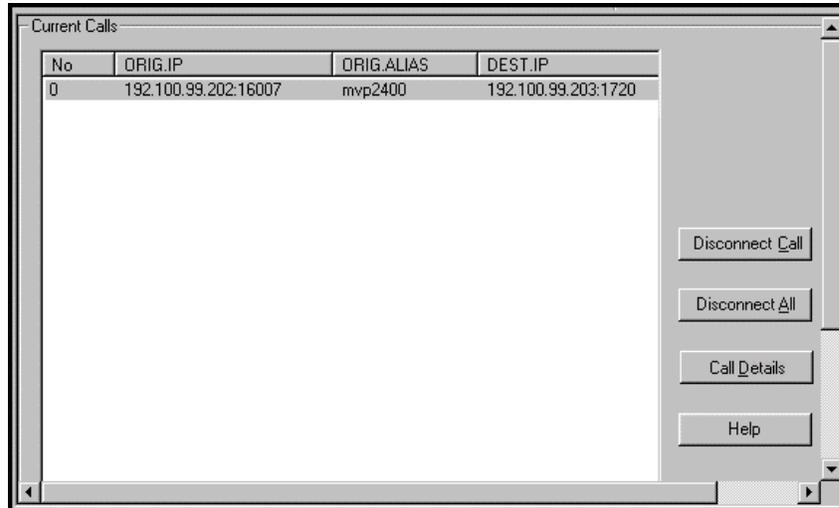 Current Calls
No ORIG.IP ORIG.ALIAS DEST.IP
0 192.100.99.202:16007 mvp2400 192.100.99.203:1720
Disconnect Call
Disconnect All
Call Details
Help